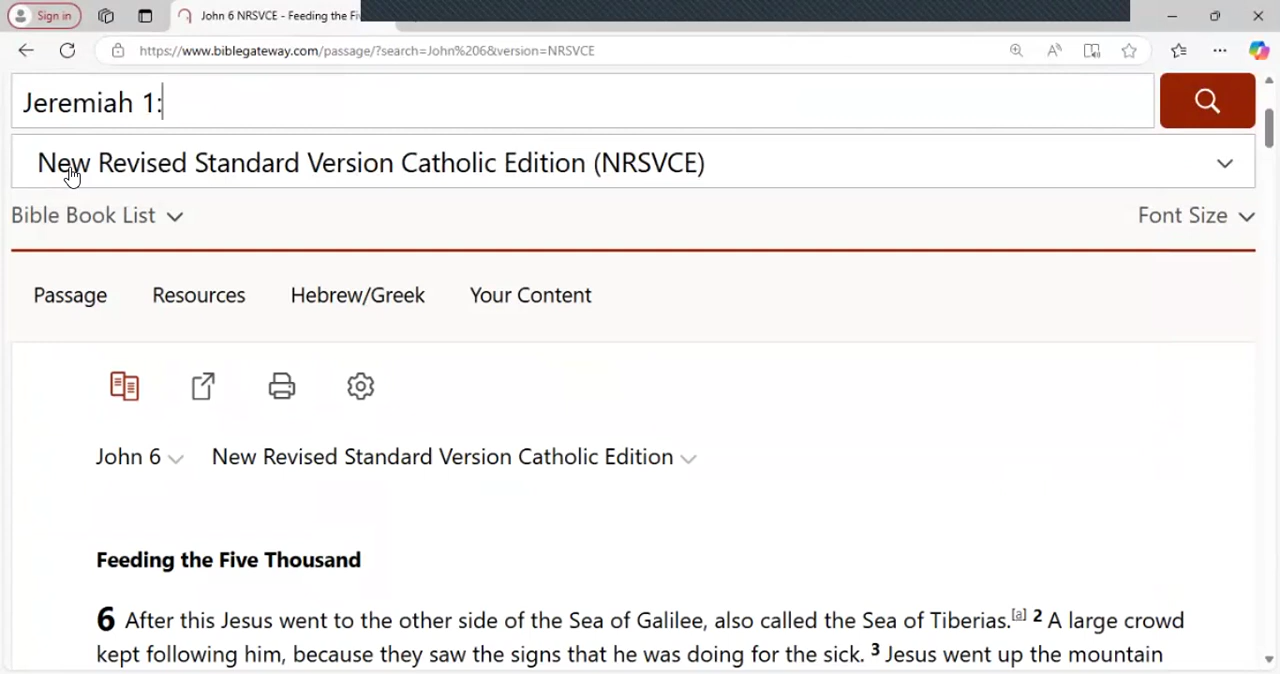 Sign in
John 6 NRSVCE - Feeding the Fi
https://www.biblegateway.com/passage/?search=John%206&version=NRSVCE
Jeremiah 1:
New Revised Standard Version Catholic Edition (NRSVCE)
Bible Book List Font Size
Passage Resources Hebrew/Greek Your Content
John 6 New Revised Standard Version Catholic Edition
Feeding the Five Thousand
6 After this Jesus went to the other side of the Sea of Galilee, also called the Sea of Tiberias.[a] 2 A large crowd
kept following him, because they saw the signs that he was doing for the sick. 3 Jesus went up the mountain